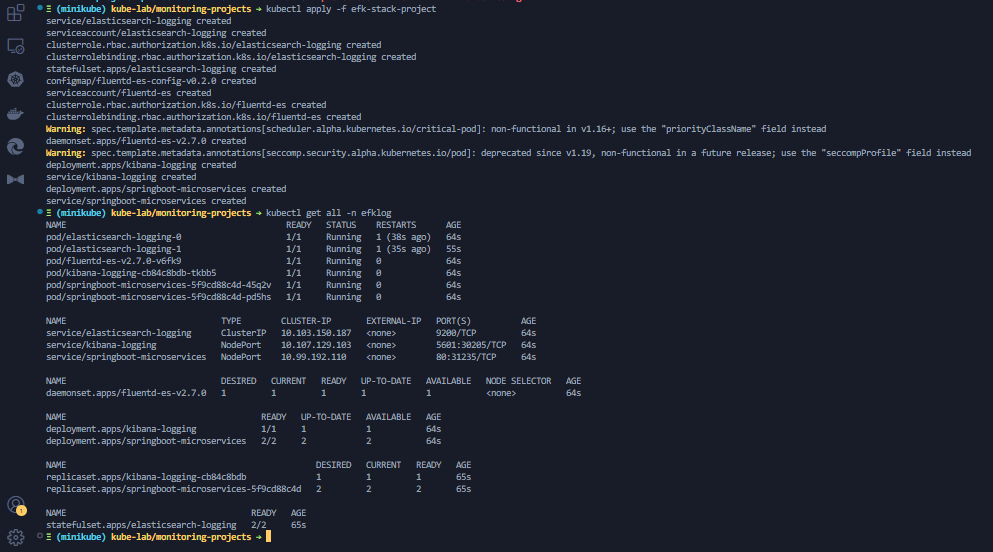 (minikube) kube-lab/monitoring-projects → kubectl apply -f efk-stack-project
service/elasticsearch-logging created
serviceaccount/elasticsearch-logging created
clusterrole.rbac.authorization.k8s.io/elasticsearch-logging created
clusterrolebinding.rbac.authorization.k8s.io/elasticsearch-logging created
statefulset.apps/elasticsearch-logging created
configmap/fluentd-es-config-v0.2.0 created
serviceaccount/fluentd-es created
clusterrole.rbac.authorization.k8s.io/fluentd-es created
clusterrolebinding.rbac.authorization.k8s.io/fluentd-es created
Warning: spec.template.metadata.annotations[scheduler.alpha.kubernetes.io/critical-pod]: non-functional in v1.16+; use the "priorityClassName" field instead
daemonset.apps/fluentd-es-v2.7.0 created
Warning: spec.template.metadata.annotations[seccomp.security.alpha.kubernetes.io/pod]: deprecated since v1.19, non-functional in a future release; use the "seccompProfile" field instead
deployment.apps/kibana-logging created
service/kibana-logging created
deployment.apps/springboot-microservices created
service/springboot-microservices created
(minikube) kube-lab/monitoring-projects → kubectl get all -n efklog
NAME READY STATUS RESTARTS AGE
pod/elasticsearch-logging-0 1/1 Running 1 (38s ago) 64s
pod/elasticsearch-logging-1 1/1 Running 1 (35s ago) 55s
pod/fluentd-es-v2.7.0-v6fk9 1/1 Running 0 64s
pod/kibana-logging-cb84c8bdb-tkbb5 1/1 Running 0 64s
pod/springboot-microservices-5f9cd88c4d-45q2v 1/1 Running 0 64s
pod/springboot-microservices-5f9cd88c4d-pd5hs 1/1 Running 0 64s
NAME TYPE CLUSTER-IP EXTERNAL-IP PORT(S) AGE
service/elasticsearch-logging ClusterIP 10.103.150.187 <none> 9200/TCP 64s
service/kibana-logging NodePort 10.107.129.103 <none> 5601:30205/TCP 64s
service/springboot-microservices NodePort 10.99.192.110 <none> 80:31235/TCP 64s
NAME DESIRED CURRENT READY UP-TO-DATE AVAILABLE NODE SELECTOR AGE
daemonset.apps/fluentd-es-v2.7.0 1 1 1 1 1 <none> 64s
NAME READY UP-TO-DATE AVAILABLE AGE
deployment.apps/kibana-logging 1/1 1 1 64s
deployment.apps/springboot-microservices 2/2 2 2 64s
NAME DESIRED CURRENT READY AGE
replicaset.apps/kibana-logging-cb84c8bdb 1 1 1 65s
replicaset.apps/springboot-microservices-5f9cd88c4d 2 2 2 65s
NAME READY AGE
statefulset.apps/elasticsearch-logging 2/2 65s
(minikube) kube-lab/monitoring-projects →
1